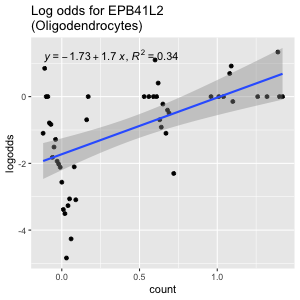 Log odds for EPB41L2
(Oligodendrocytes)
y = −1.73 + 1.7 x, R² = 0.34
0
-2
-4
logodds
0.0 0.5 1.0
count